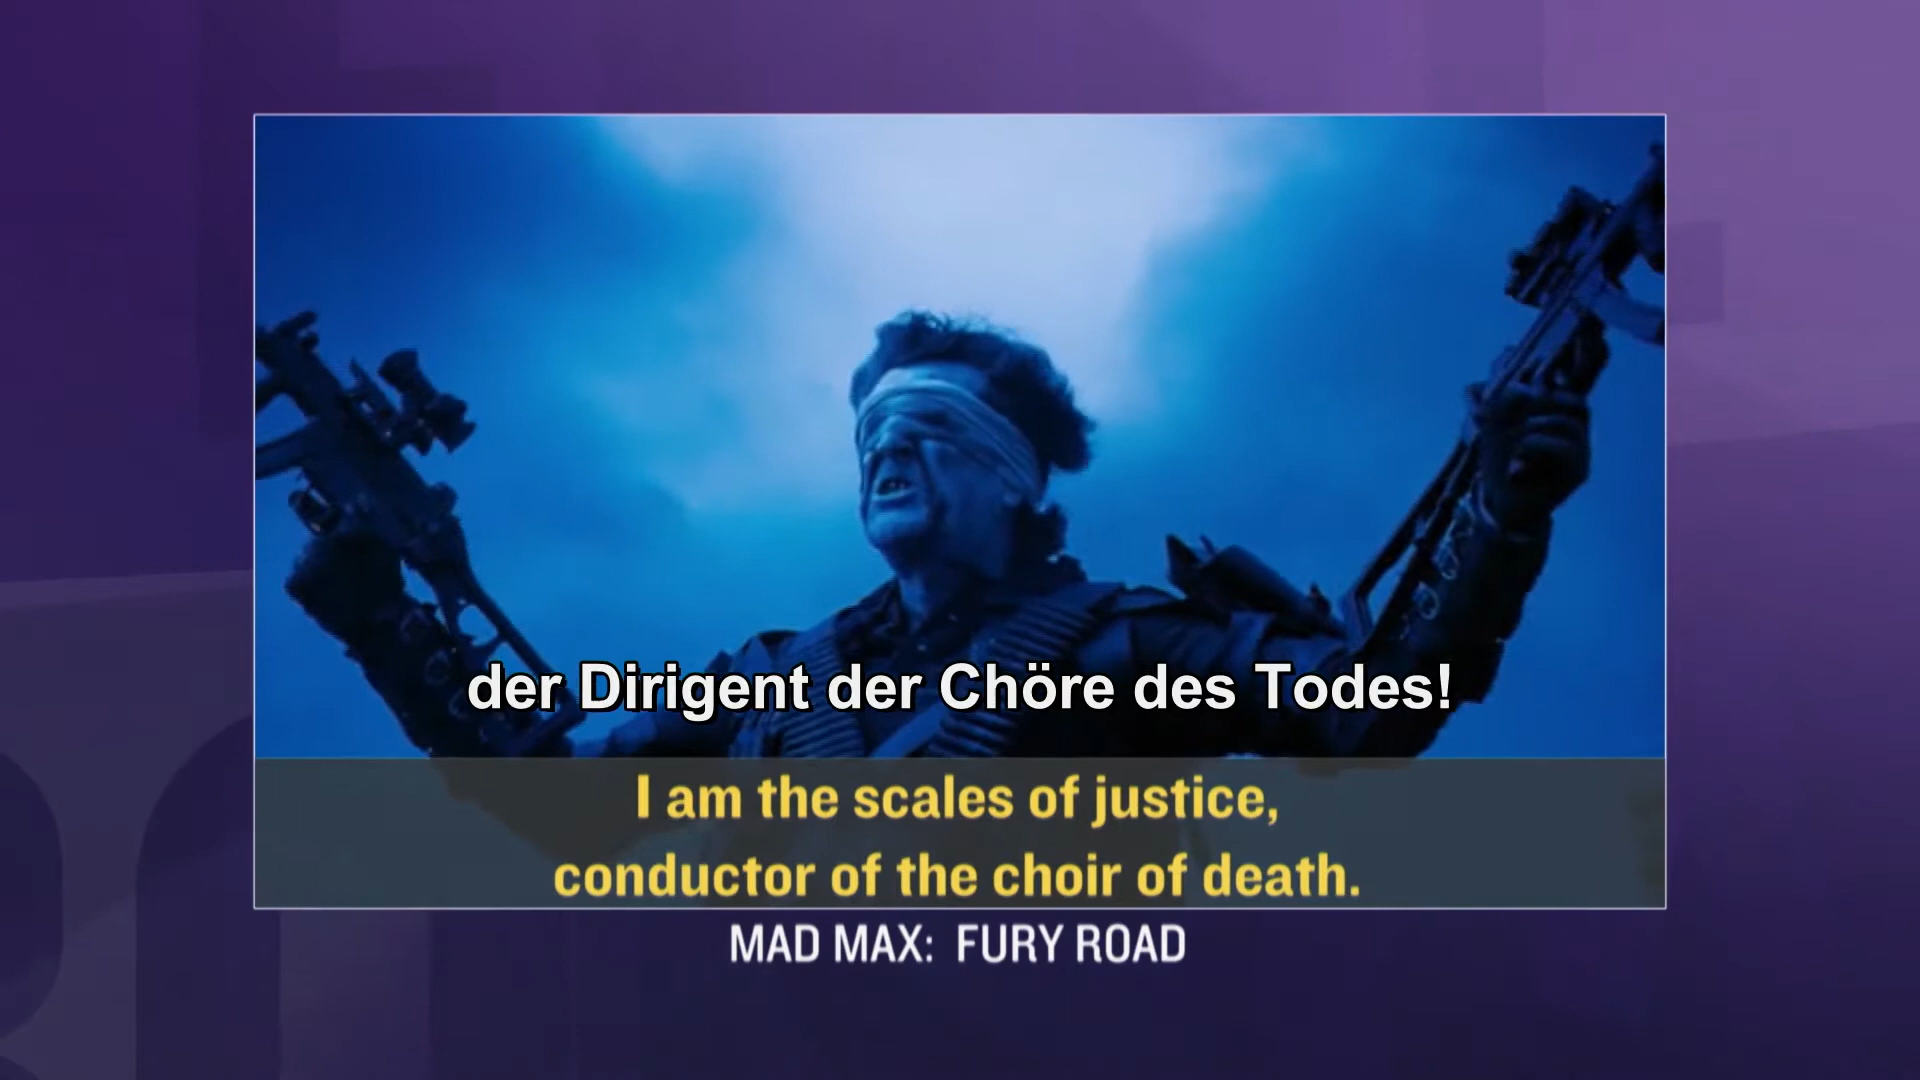 der Dirigent der Chöre des Todes!
I am the scales of justice,
conductor of the choir of death.
MAD MAX: FURY ROAD